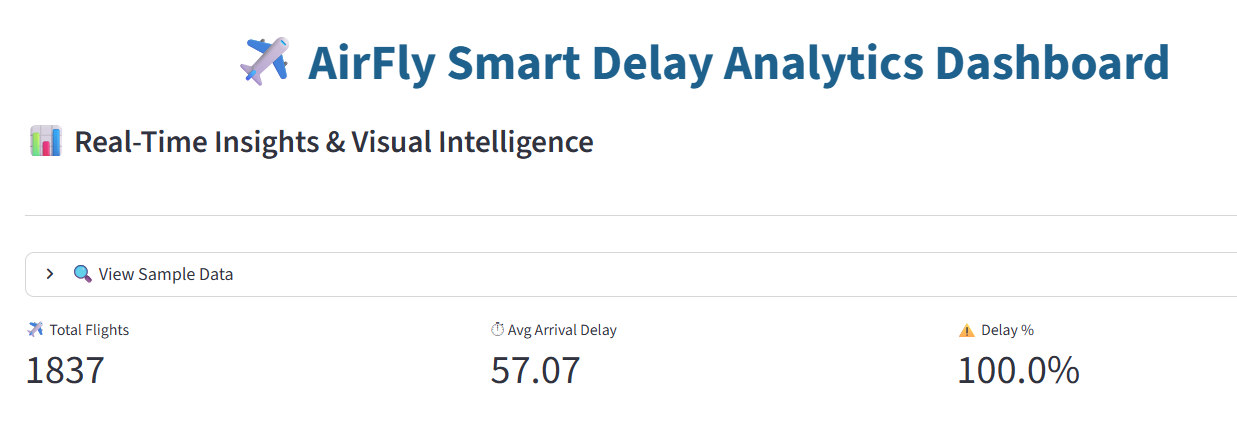 AirFly Smart Delay Analytics Dashboard
Real-Time Insights & Visual Intelligence
View Sample Data
Total Flights
Avg Arrival Delay
Delay %
1837
57.07
100.0%